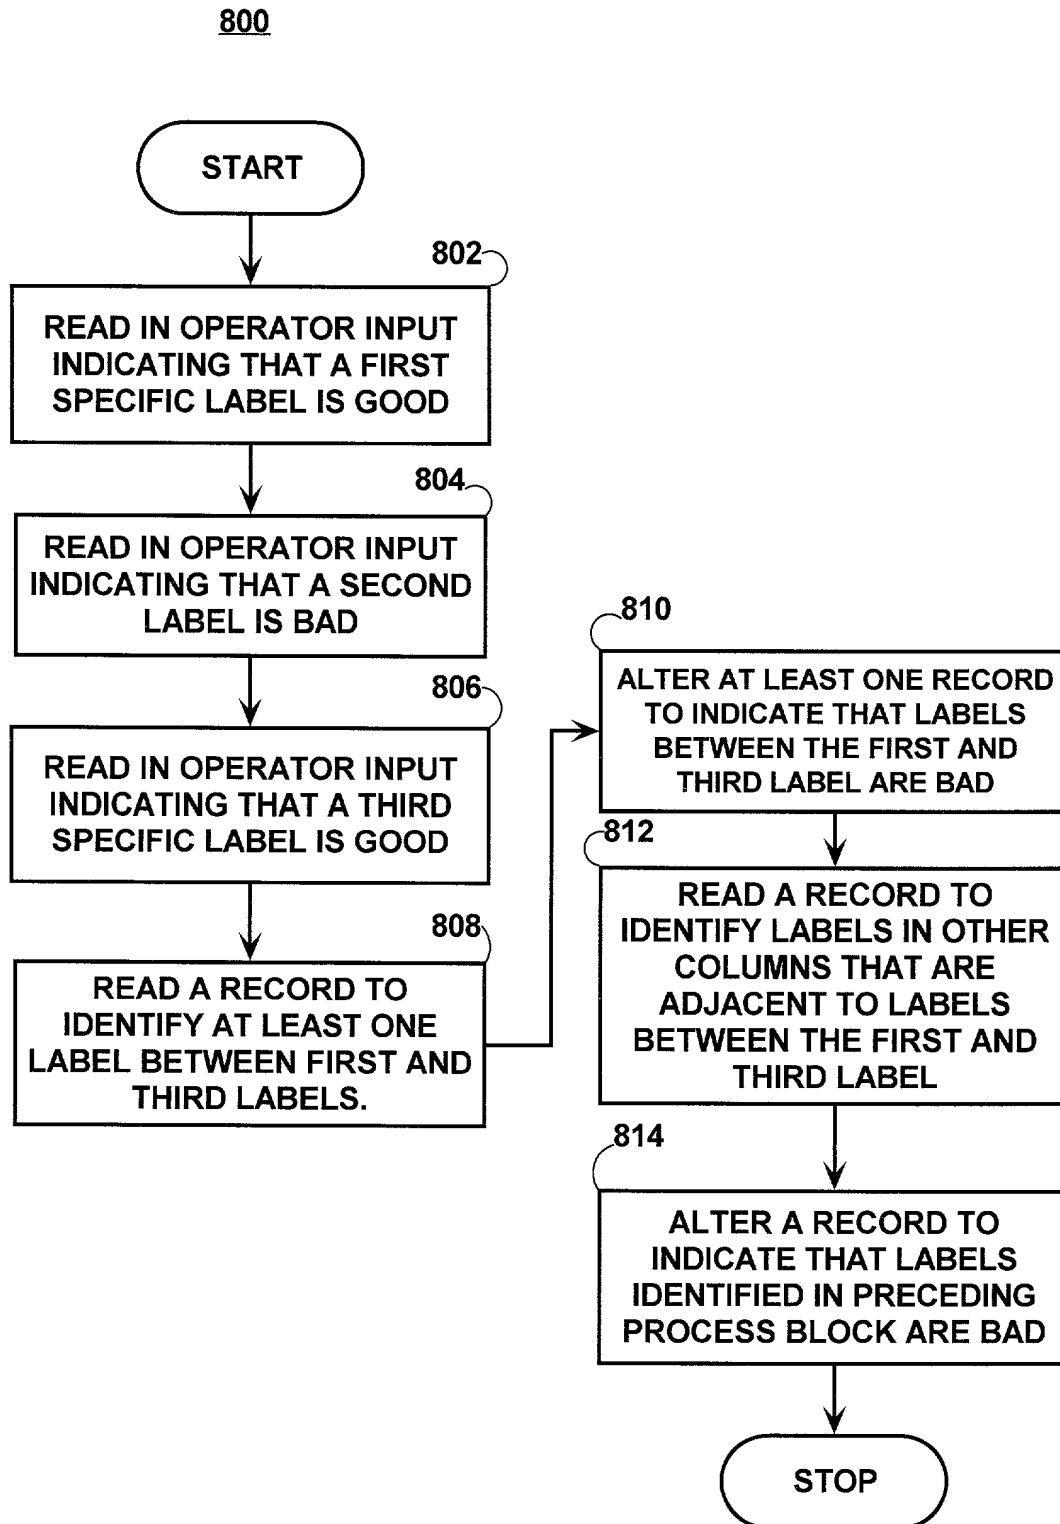 800
START
802
READ IN OPERATOR INPUT
INDICATING THAT A FIRST
SPECIFIC LABEL IS GOOD
804
READ IN OPERATOR INPUT
INDICATING THAT A SECOND
LABEL IS BAD
806
READ IN OPERATOR INPUT
INDICATING THAT A THIRD
SPECIFIC LABEL IS GOOD
808
READ A RECORD TO
IDENTIFY AT LEAST ONE
LABEL BETWEEN FIRST AND
THIRD LABELS.
810
ALTER AT LEAST ONE RECORD
TO INDICATE THAT LABELS
BETWEEN THE FIRST AND
THIRD LABEL ARE BAD
812
READ A RECORD TO
IDENTIFY LABELS IN OTHER
COLUMNS THAT ARE
ADJACENT TO LABELS
BETWEEN THE FIRST AND
THIRD LABEL
814
ALTER A RECORD TO
INDICATE THAT LABELS
IDENTIFIED IN PRECEDING
PROCESS BLOCK ARE BAD
STOP